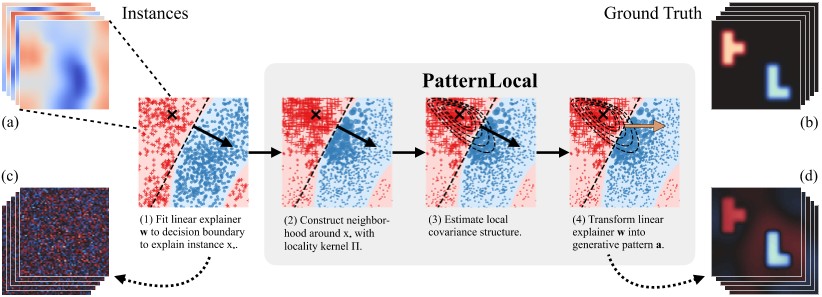 Instances
Ground Truth
PatternLocal
(a)
(b)
(c)
(d)
(1) Fit linear explainer
w to decision boundary
to explain instance x⋆.
(2) Construct neighbor-
hood around x⋆ with
locality kernel Π.
(3) Estimate local
covariance structure.
(4) Transform linear
explainer w into
generative pattern a.